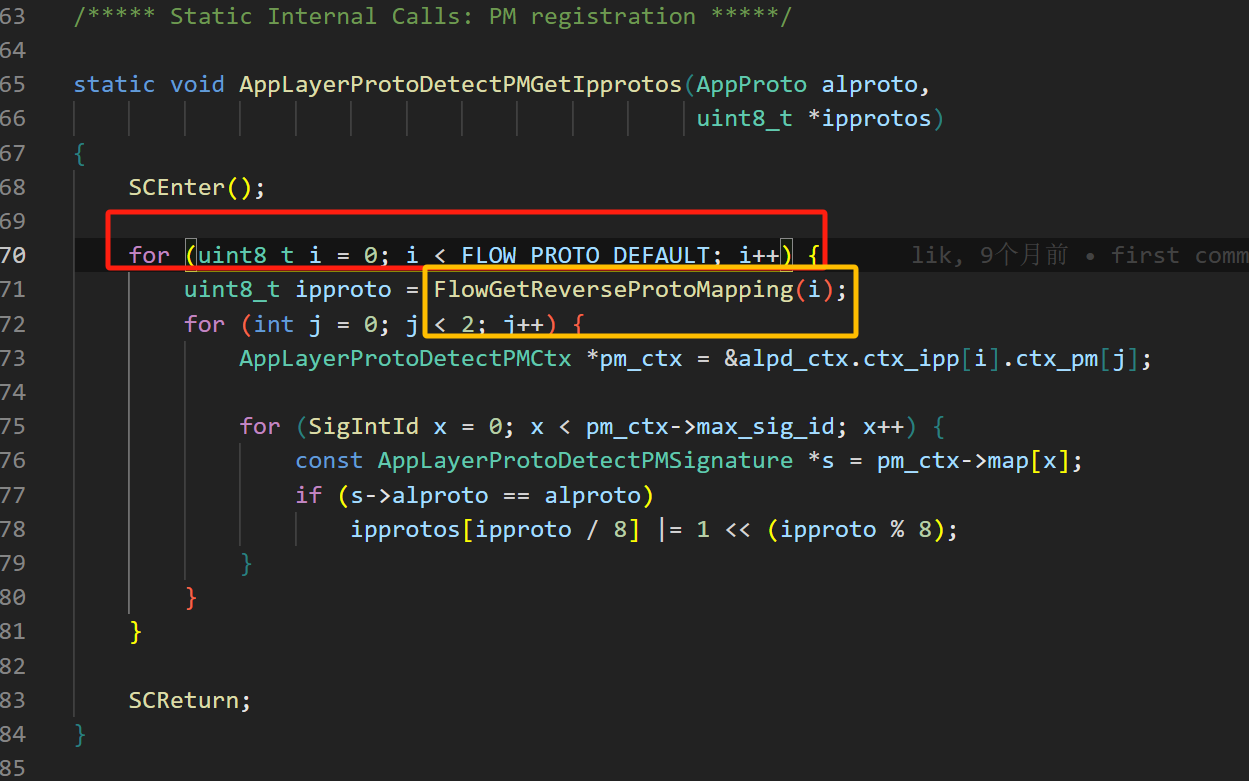 63 /***** Static Internal Calls: PM registration *****/
64
65 static void AppLayerProtoDetectPMGetIpprotos(AppProto alproto,
66 uint8_t *ipprotos)
67 {
68 SCEnter();
69
70 for (uint8_t i = 0; i < FLOW_PROTO_DEFAULT; i++) { lik, 9个月前 • first comm
71 uint8_t ipproto = FlowGetReverseProtoMapping(i);
72 for (int j = 0; j < 2; j++) {
73 AppLayerProtoDetectPMCtx *pm_ctx = &alpd_ctx.ctx_ipp[i].ctx_pm[j];
74
75 for (SigIntId x = 0; x < pm_ctx->max_sig_id; x++) {
76 const AppLayerProtoDetectPMSignature *s = pm_ctx->map[x];
77 if (s->alproto == alproto)
78 ipprotos[ipproto / 8] |= 1 << (ipproto % 8);
79 }
80 }
81 }
82
83 SCReturn;
84 }
85